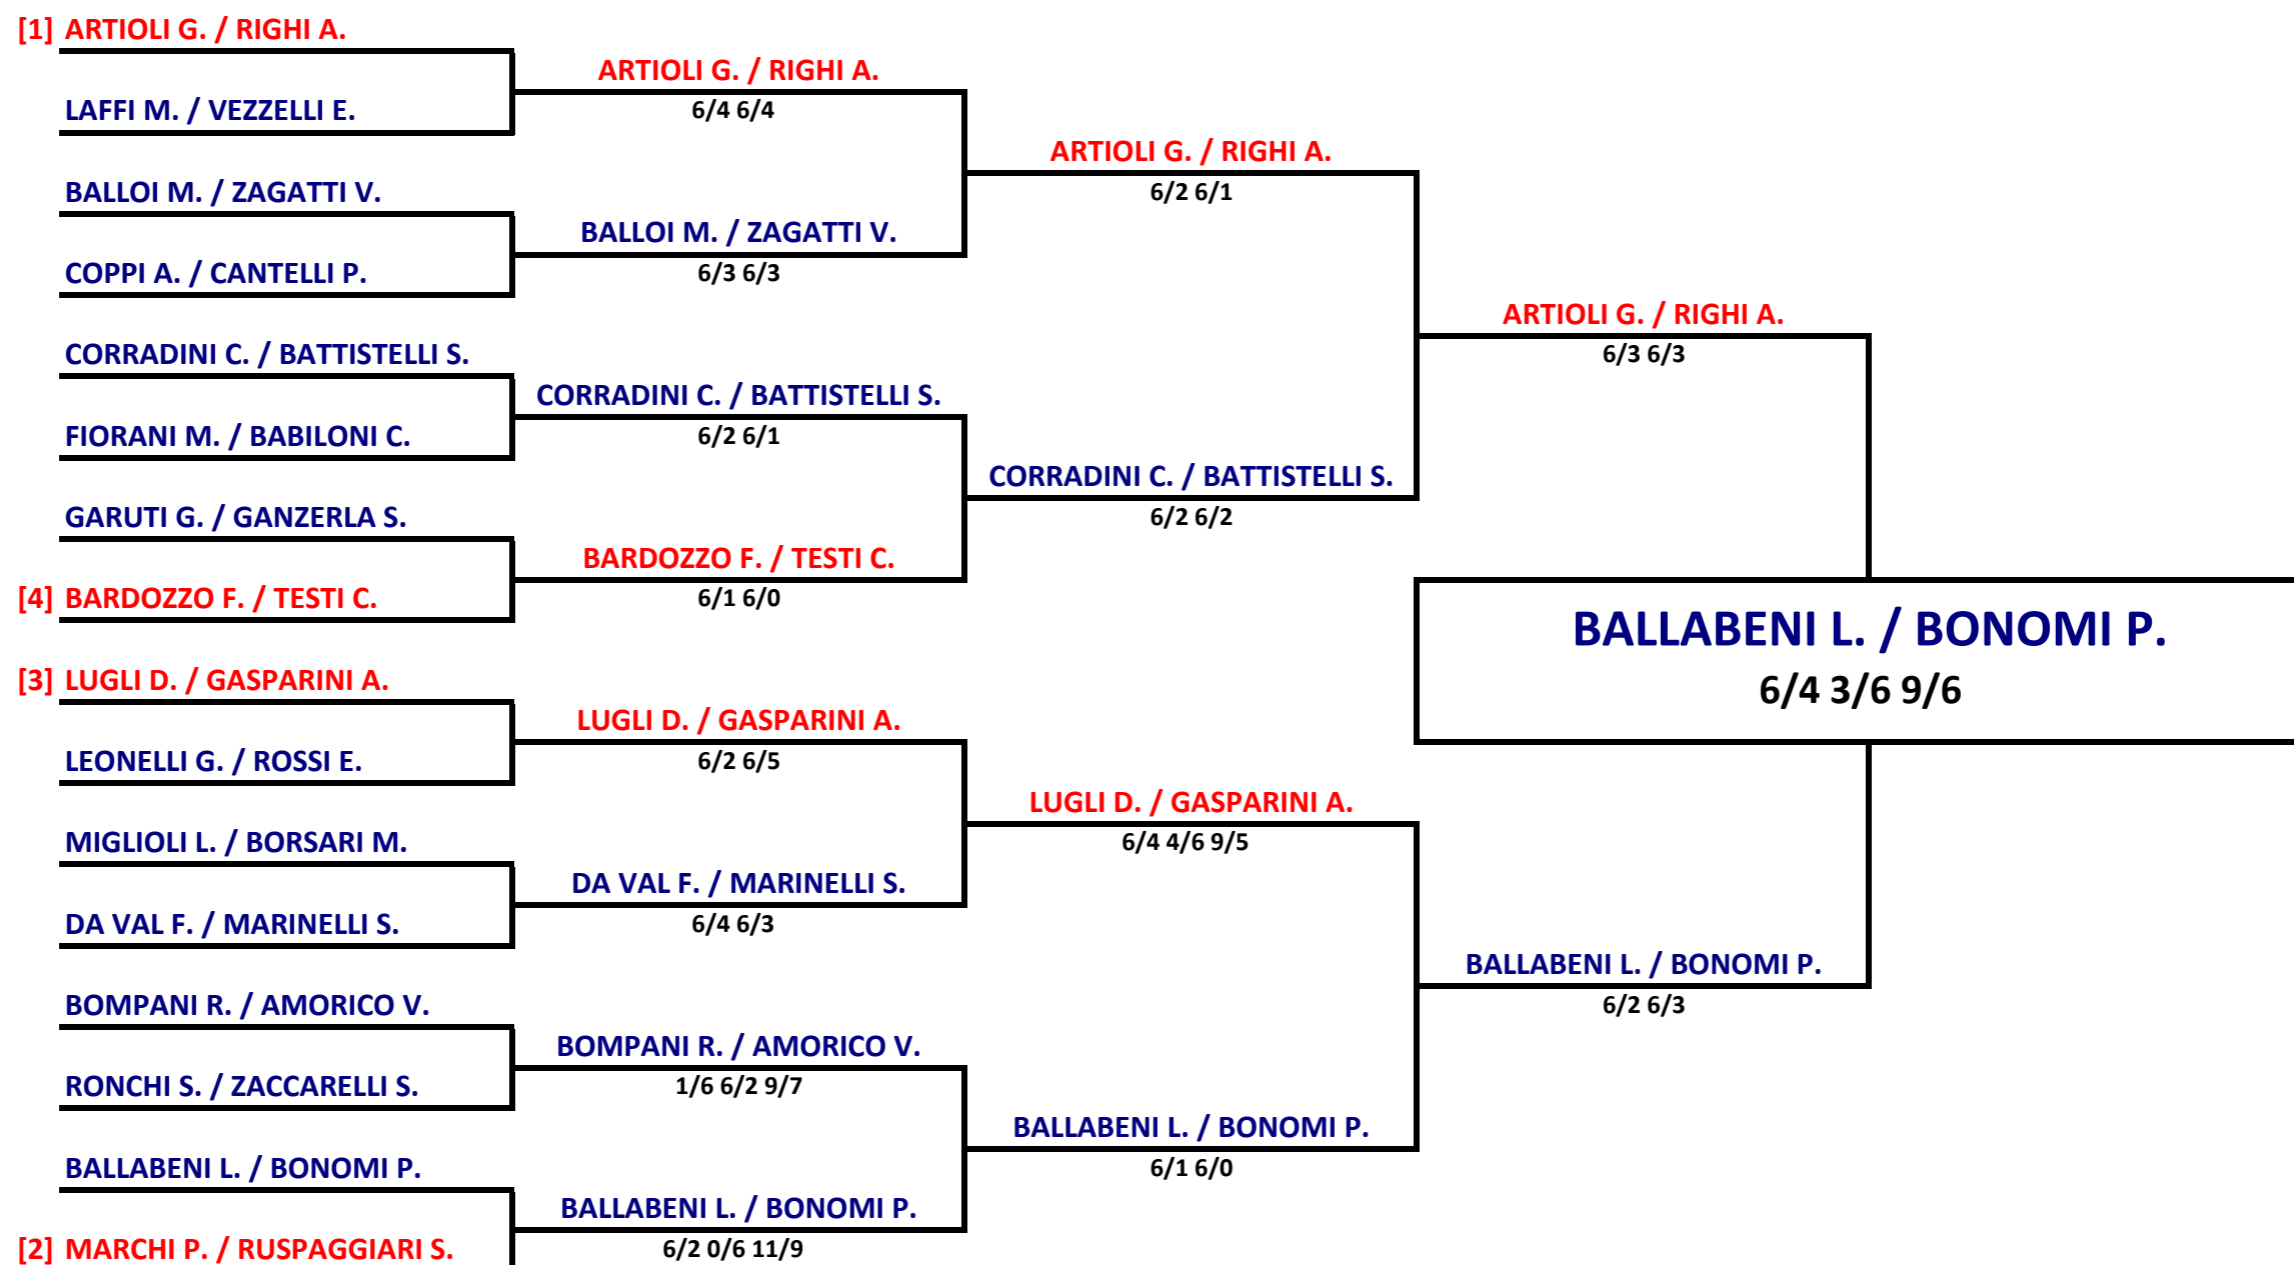 [1] ARTIOLI G. / RIGHI A.
ARTIOLI G. / RIGHI A.
6/4 6/4
LAFFI M. / VEZZELLI E.
ARTIOLI G. / RIGHI A.
6/2 6/1
BALLOI M. / ZAGATTI V.
BALLOI M. / ZAGATTI V.
6/3 6/3
COPPI A. / CANTELLI P.
ARTIOLI G. / RIGHI A.
6/3 6/3
CORRADINI C. / BATTISTELLI S.
CORRADINI C. / BATTISTELLI S.
6/2 6/1
FIORANI M. / BABILONI C.
CORRADINI C. / BATTISTELLI S.
6/2 6/2
GARUTI G. / GANZERLA S.
BARDOZZO F. / TESTI C.
6/1 6/0
[4] BARDOZZO F. / TESTI C.
BALLABENI L. / BONOMI P.
6/4 3/6 9/6
[3] LUGLI D. / GASPARINI A.
LUGLI D. / GASPARINI A.
6/2 6/5
LEONELLI G. / ROSSI E.
LUGLI D. / GASPARINI A.
6/4 4/6 9/5
MIGLIOLI L. / BORSARI M.
DA VAL F. / MARINELLI S.
6/4 6/3
DA VAL F. / MARINELLI S.
BALLABENI L. / BONOMI P.
6/2 6/3
BOMPANI R. / AMORICO V.
BOMPANI R. / AMORICO V.
1/6 6/2 9/7
RONCHI S. / ZACCARELLI S.
BALLABENI L. / BONOMI P.
6/1 6/0
BALLABENI L. / BONOMI P.
BALLABENI L. / BONOMI P.
6/2 0/6 11/9
[2] MARCHI P. / RUSPAGGIARI S.